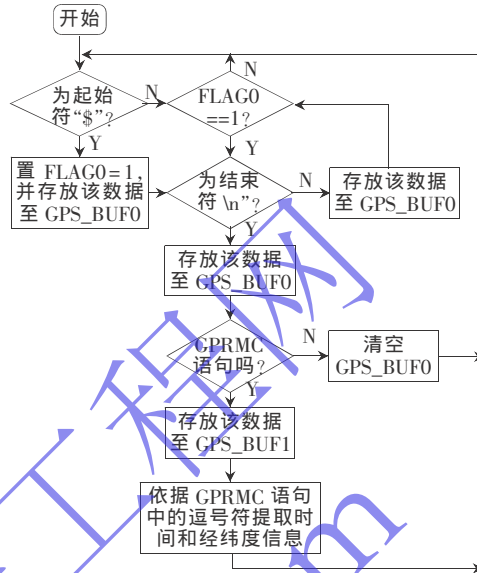 开始
为起始
符“$”?
N
N
FLAG0
==1?
Y
Y
置 FLAG0=1,
并存放该数据
至 GPS_BUF0
为结束
符 \n”?
N
存放该数据
至 GPS_BUF0
Y
存放该数据
至 GPS_BUF0
GPRMC
语句吗?
N
清空
GPS_BUF0
Y
存放该数据
至 GPS_BUF1
依据 GPRMC 语句
中的逗号符提取时
间和经纬度信息
工程网
m